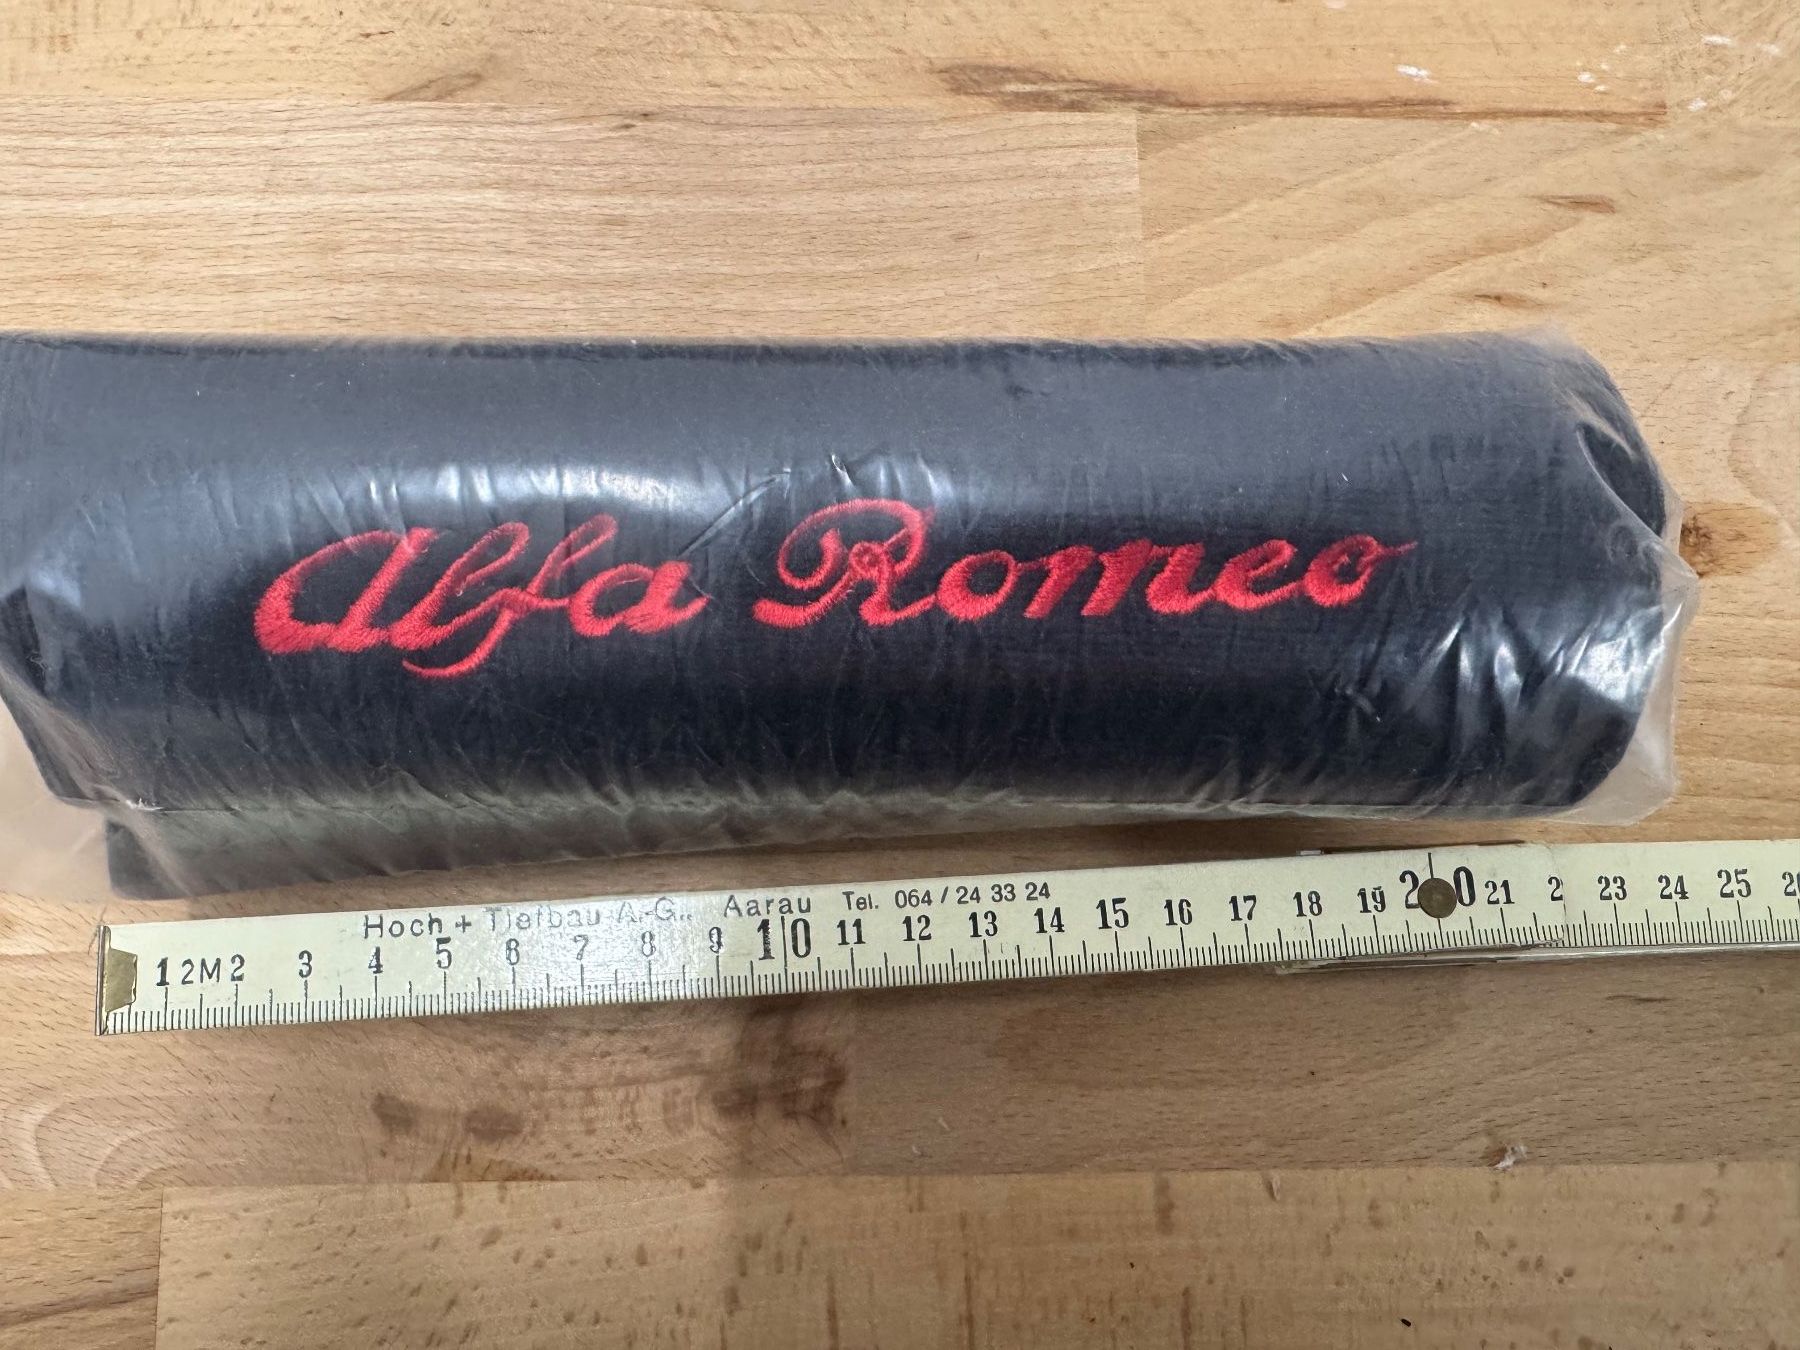 Alfa Romeo
Hoch + Tiefbau A.-G., Aarau Tel. 064 / 24 33 24
1 2M 2 3 4 5 6 7 8 9 10 11 12 13 14 15 16 17 18 19 20 21 2 23 24 25